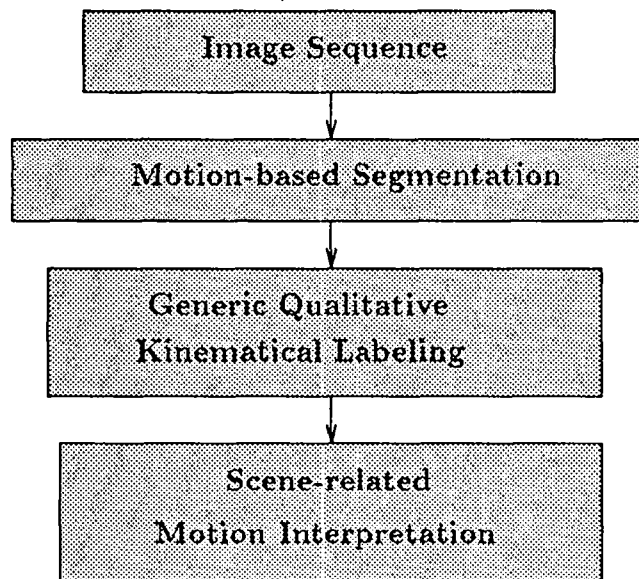 Image Sequence
Motion-based Segmentation
Generic Qualitative
Kinematical Labeling
Scene-related
Motion Interpretation